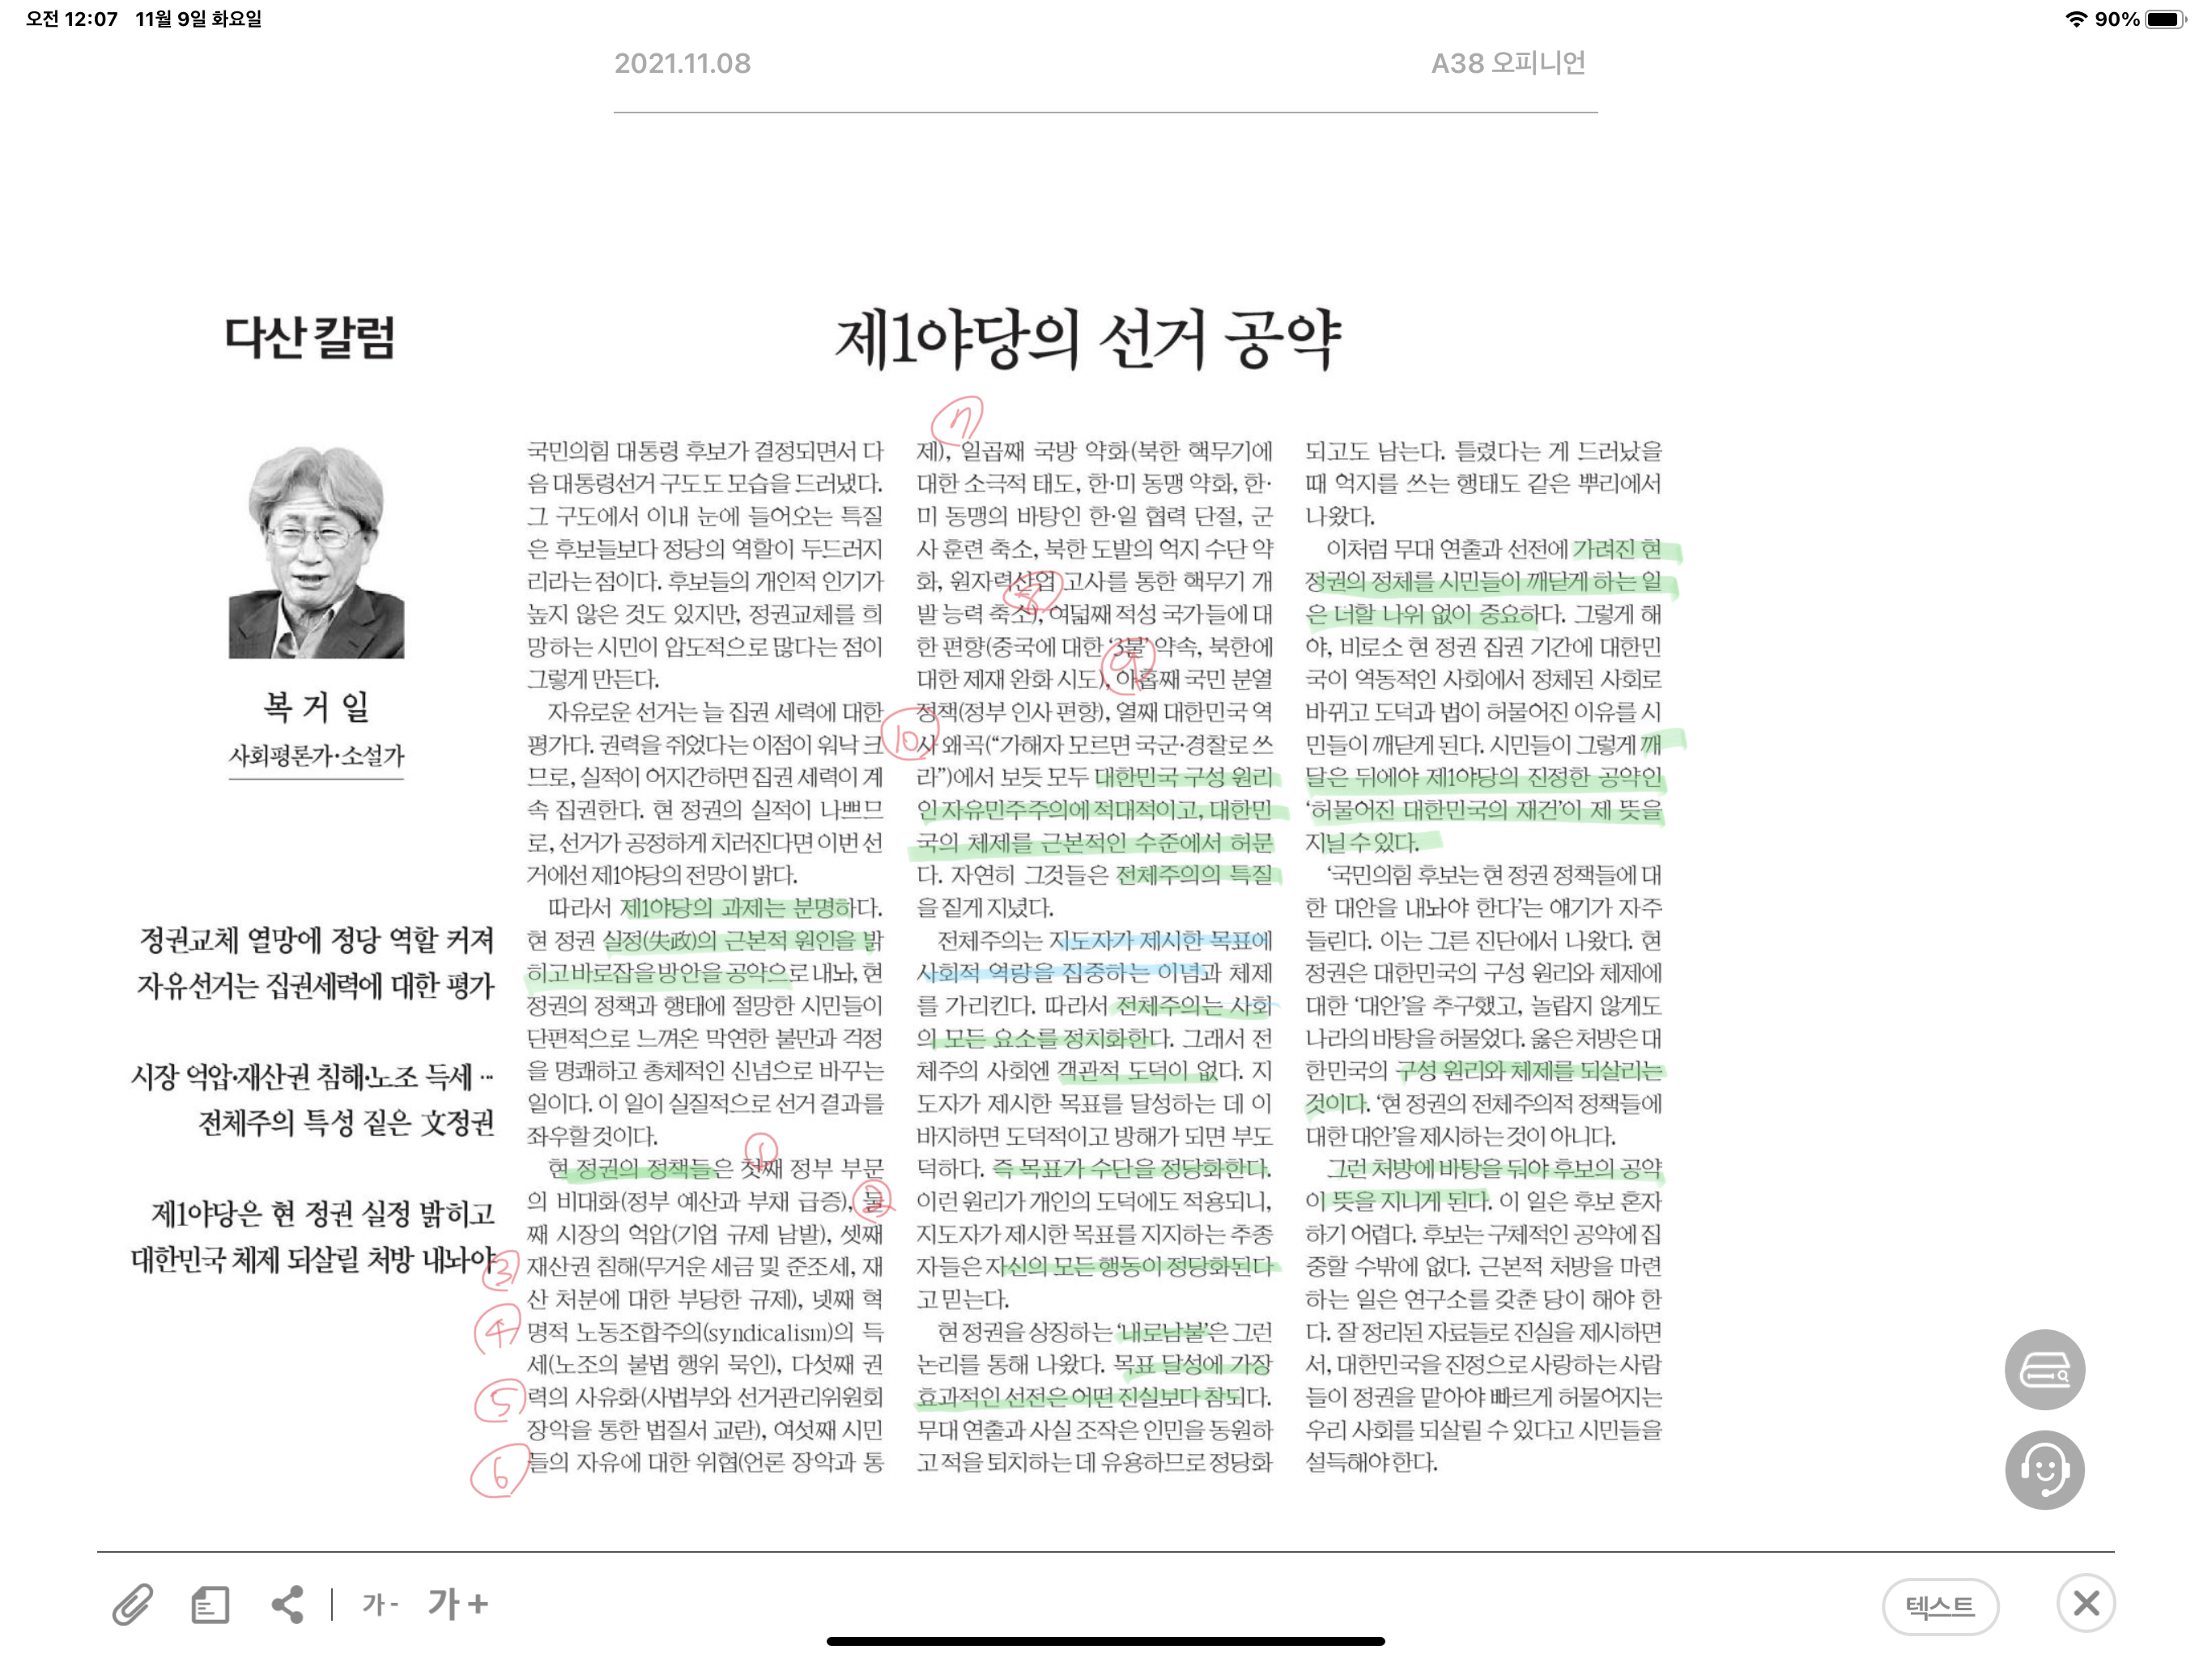 오전 12:07 11월 9일 화요일
90%
2021.11.08
A38 오피니언
다산 칼럼
제1야당의 선거 공약
복 거 일
사회평론가·소설가
정권교체 열망에 정당 역할 커져
자유선거는 집권세력에 대한 평가
시장 억압·재산권 침해·노조 득세 …
전체주의 특성 짙은 文정권
제1야당은 현 정권 실정 밝히고
대한민국 체제 되살릴 처방 내놔야
국민의힘 대통령 후보가 결정되면서 다
음 대통령선거 구도도 모습을 드러냈다.
그 구도에서 이내 눈에 들어오는 특질
은 후보들보다 정당의 역할이 두드러지
리라는 점이다. 후보들의 개인적 인기가
높지 않은 것도 있지만, 정권교체를 희
망하는 시민이 압도적으로 많다는 점이
그렇게 만든다.
자유로운 선거는 늘 집권 세력에 대한
평가다. 권력을 쥐었다는 이점이 워낙 크
므로, 실적이 어지간하면 집권 세력이 계
속 집권한다. 현 정권의 실적이 나쁘므
로, 선거가 공정하게 치러진다면 이번 선
거에선 제1야당의 전망이 밝다.
따라서 제1야당의 과제는 분명하다.
현 정권 실정(失政)의 근본적 원인을 밝
히고 바로잡을 방안을 공약으로 내놔, 현
정권의 정책과 행태에 절망한 시민들이
단편적으로 느껴온 막연한 불만과 걱정
을 명쾌하고 총체적인 신념으로 바꾸는
일이다. 이 일이 실질적으로 선거 결과를
좌우할 것이다.
①
현 정권의 정책들은 첫째 정부 부문
의 비대화(정부 예산과 부채 급증), 둘
②
째 시장의 억압(기업 규제 남발), 셋째
③
재산권 침해(무거운 세금 및 준조세, 재
산 처분에 대한 부당한 규제), 넷째 혁
④
명적 노동조합주의(syndicalism)의 득
세(노조의 불법 행위 묵인), 다섯째 권
⑤
력의 사유화(사법부와 선거관리위원회
장악을 통한 법질서 교란), 여섯째 시민
⑥
들의 자유에 대한 위협(언론 장악과 통
⑦
제), 일곱째 국방 약화(북한 핵무기에
대한 소극적 태도, 한·미 동맹 약화, 한·
미 동맹의 바탕인 한·일 협력 단절, 군
사 훈련 축소, 북한 도발의 억지 수단 약
화, 원자력산업 고사를 통한 핵무기 개
⑧
발 능력 축소), 여덟째 적성 국가들에 대
한 편향(중국에 대한 ‘3불’ 약속, 북한에
⑨
대한 제재 완화 시도), 아홉째 국민 분열
정책(정부 인사 편향), 열째 대한민국 역
⑩
사 왜곡(“가해자 모르면 국군·경찰로 쓰
라”)에서 보듯 모두 대한민국 구성 원리
인 자유민주주의에 적대적이고, 대한민
국의 체제를 근본적인 수준에서 허문
다. 자연히 그것들은 전체주의의 특질
을 짙게 지녔다.
전체주의는 지도자가 제시한 목표에
사회적 역량을 집중하는 이념과 체제
를 가리킨다. 따라서 전체주의는 사회
의 모든 요소를 정치화한다. 그래서 전
체주의 사회엔 객관적 도덕이 없다. 지
도자가 제시한 목표를 달성하는 데 이
바지하면 도덕적이고 방해가 되면 부도
덕하다. 즉 목표가 수단을 정당화한다.
이런 원리가 개인의 도덕에도 적용되니,
지도자가 제시한 목표를 지지하는 추종
자들은 자신의 모든 행동이 정당화된다
고 믿는다.
현 정권을 상징하는 ‘내로남불’은 그런
논리를 통해 나왔다. 목표 달성에 가장
효과적인 선전은 어떤 진실보다 참되다.
무대 연출과 사실 조작은 인민을 동원하
고 적을 퇴치하는 데 유용하므로 정당화
되고도 남는다. 틀렸다는 게 드러났을
때 억지를 쓰는 행태도 같은 뿌리에서
나왔다.
이처럼 무대 연출과 선전에 가려진 현
정권의 정체를 시민들이 깨닫게 하는 일
은 더할 나위 없이 중요하다. 그렇게 해
야, 비로소 현 정권 집권 기간에 대한민
국이 역동적인 사회에서 정체된 사회로
바뀌고 도덕과 법이 허물어진 이유를 시
민들이 깨닫게 된다. 시민들이 그렇게 깨
달은 뒤에야 제1야당의 진정한 공약인
‘허물어진 대한민국의 재건’이 제 뜻을
지닐 수 있다.
‘국민의힘 후보는 현 정권 정책들에 대
한 대안을 내놔야 한다’는 얘기가 자주
들린다. 이는 그른 진단에서 나왔다. 현
정권은 대한민국의 구성 원리와 체제에
대한 ‘대안’을 추구했고, 놀랍지 않게도
나라의 바탕을 허물었다. 옳은 처방은 대
한민국의 구성 원리와 체제를 되살리는
것이다. ‘현 정권의 전체주의적 정책들에
대한 대안’을 제시하는 것이 아니다.
그런 처방에 바탕을 둬야 후보의 공약
이 뜻을 지니게 된다. 이 일은 후보 혼자
하기 어렵다. 후보는 구체적인 공약에 집
중할 수밖에 없다. 근본적 처방을 마련
하는 일은 연구소를 갖춘 당이 해야 한
다. 잘 정리된 자료들로 진실을 제시하면
서, 대한민국을 진정으로 사랑하는 사람
들이 정권을 맡아야 빠르게 허물어지는
우리 사회를 되살릴 수 있다고 시민들을
설득해야 한다.
가 - 가 +
텍스트